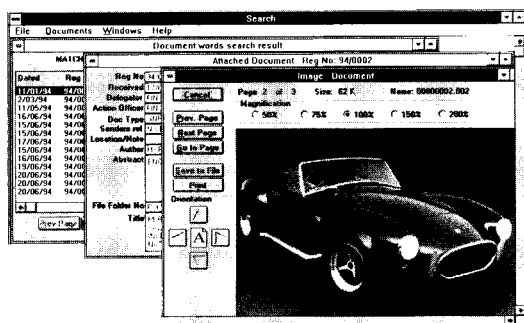 Search
File Documents Windows Help
Document words search result
MATCH
Dated Reg
11/01/94 94/00
2/03/94 94/00
11/05/94 94/00
16/06/94 94/00
15/06/94 94/00
15/06/94 94/00
17/06/94 94/00
15/06/94 94/00
16/06/94 94/00
19/06/94 94/00
20/06/94 94/00
20/06/94 94/00
Prev Page
Attached Document Reg No: 94/0002
Reg No
Received
Delegator
Action Officer
Doc Type
Senders ref
Location/Note
Author
Abstract
File Folder No
Title
Image Document
Cancel
Page 2 of 3 Size: 62 K. Name: 00000002.002
Magnification
50% 75% 100% 150% 200%
Prev. Page
Next Page
Go to Page
Save to File
Print
Orientation
A